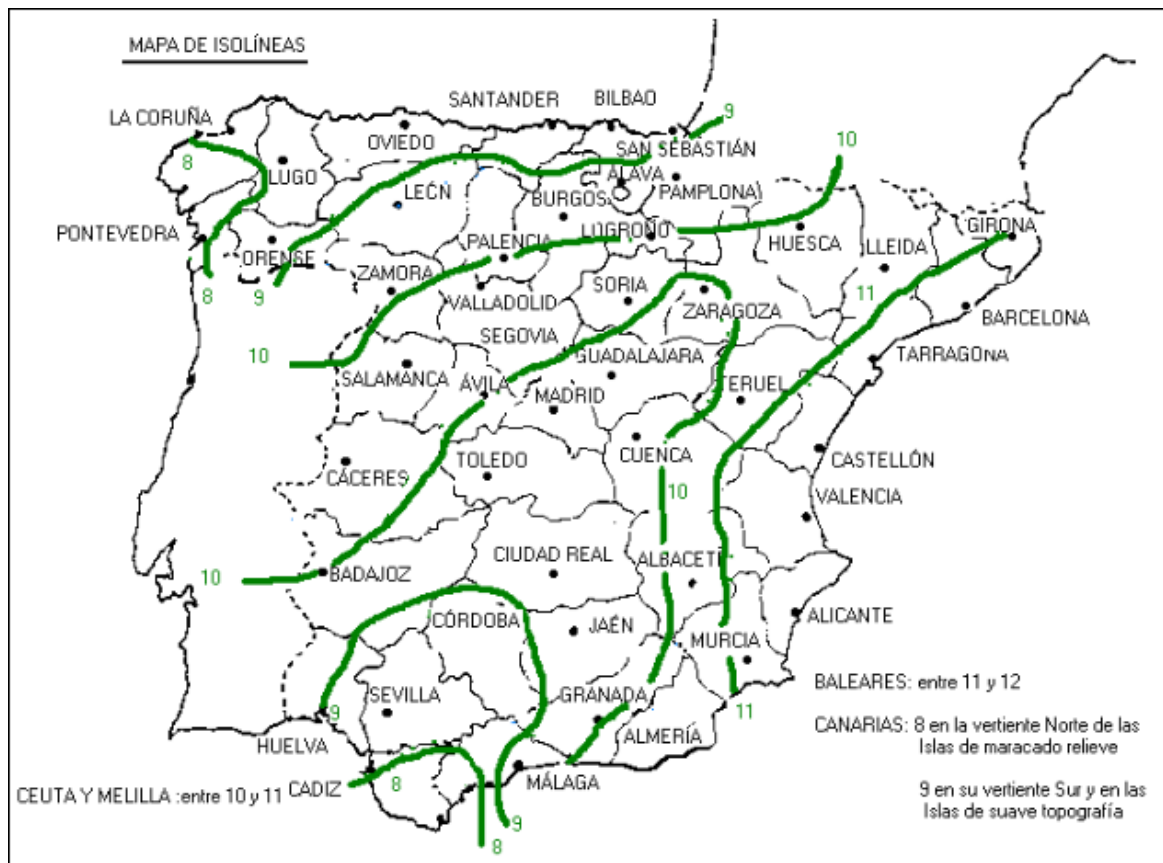 MAPA DE ISOLÍNEAS
SANTANDER BILBAO
LA CORUÑA
OVIEDO
9
SAN SEBASTIÁN
10
8
LUGO
ALAVA
LEÓN
PAMPLONA
BURGOS
PONTEVEDRA
ORENSE
PALENCIA
LOGROÑO
HUESCA
LLEIDA
GIRONA
8
9
ZAMORA
VALLADOLID
SORIA
ZARAGOZA
11
BARCELONA
SEGOVIA
10
SALAMANCA
GUADALAJARA
TARRAGONA
ÁVILA
MADRID
TERUEL
CÁCERES
TOLEDO
CUENCA
CASTELLÓN
10
VALENCIA
CIUDAD REAL
ALBACETE
10
BADAJOZ
CÓRDOBA
JAÉN
ALICANTE
MURCIA
SEVILLA
GRANADA
BALEARES: entre 11 y 12
9
11
HUELVA
ALMERÍA
CANARIAS: 8 en la vertiente Norte de las
Islas de maracado relieve
CEUTA Y MELILLA :entre 10 y 11
CADIZ
8
MÁLAGA
9 en su vertiente Sur y en las
Islas de suave topografía
9
8